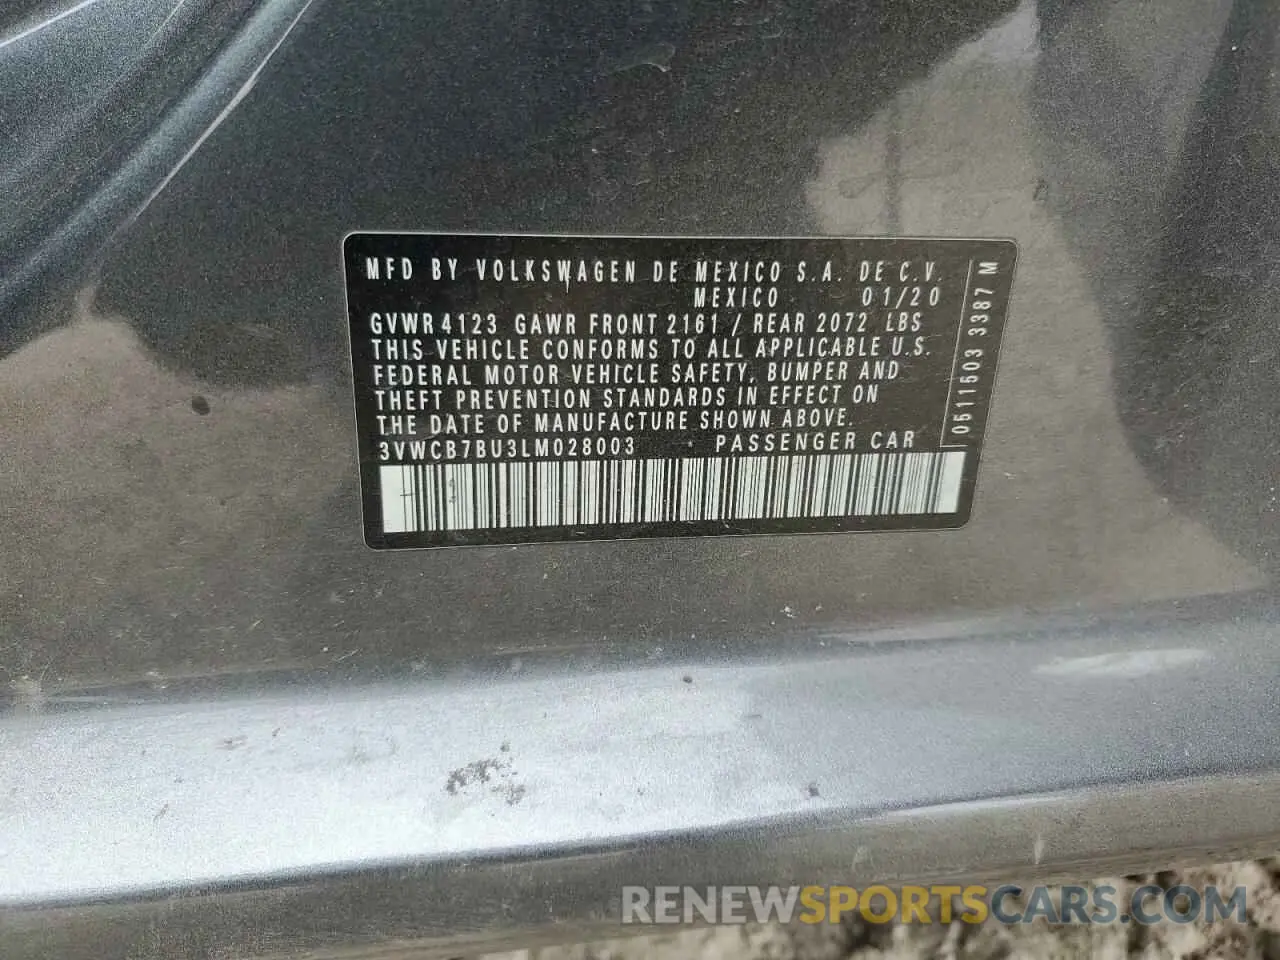 MFD BY VOLKSWAGEN DE MEXICO S.A. DE C.V.
MEXICO 01/20
GVWR 4123 GAWR FRONT 2161 / REAR 2072 LBS
THIS VEHICLE CONFORMS TO ALL APPLICABLE U.S.
FEDERAL MOTOR VEHICLE SAFETY, BUMPER AND
THEFT PREVENTION STANDARDS IN EFFECT ON
THE DATE OF MANUFACTURE SHOWN ABOVE.
3VWCB7BU3LM028003 PASSENGER CAR
0511503 3387 M
RENEWSPORTSCARS.COM